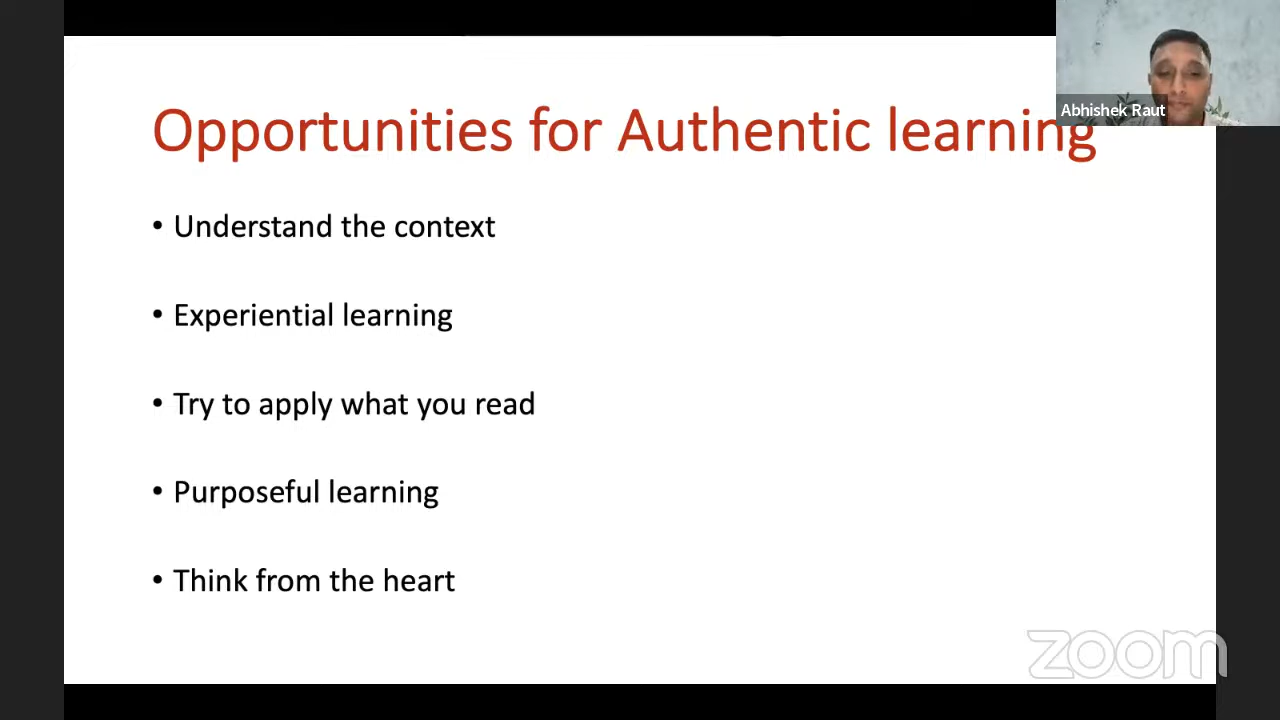 Opportunities for Authentic learning
Abhishek Raut
• Understand the context
• Experiential learning
• Try to apply what you read
• Purposeful learning
• Think from the heart
zoom